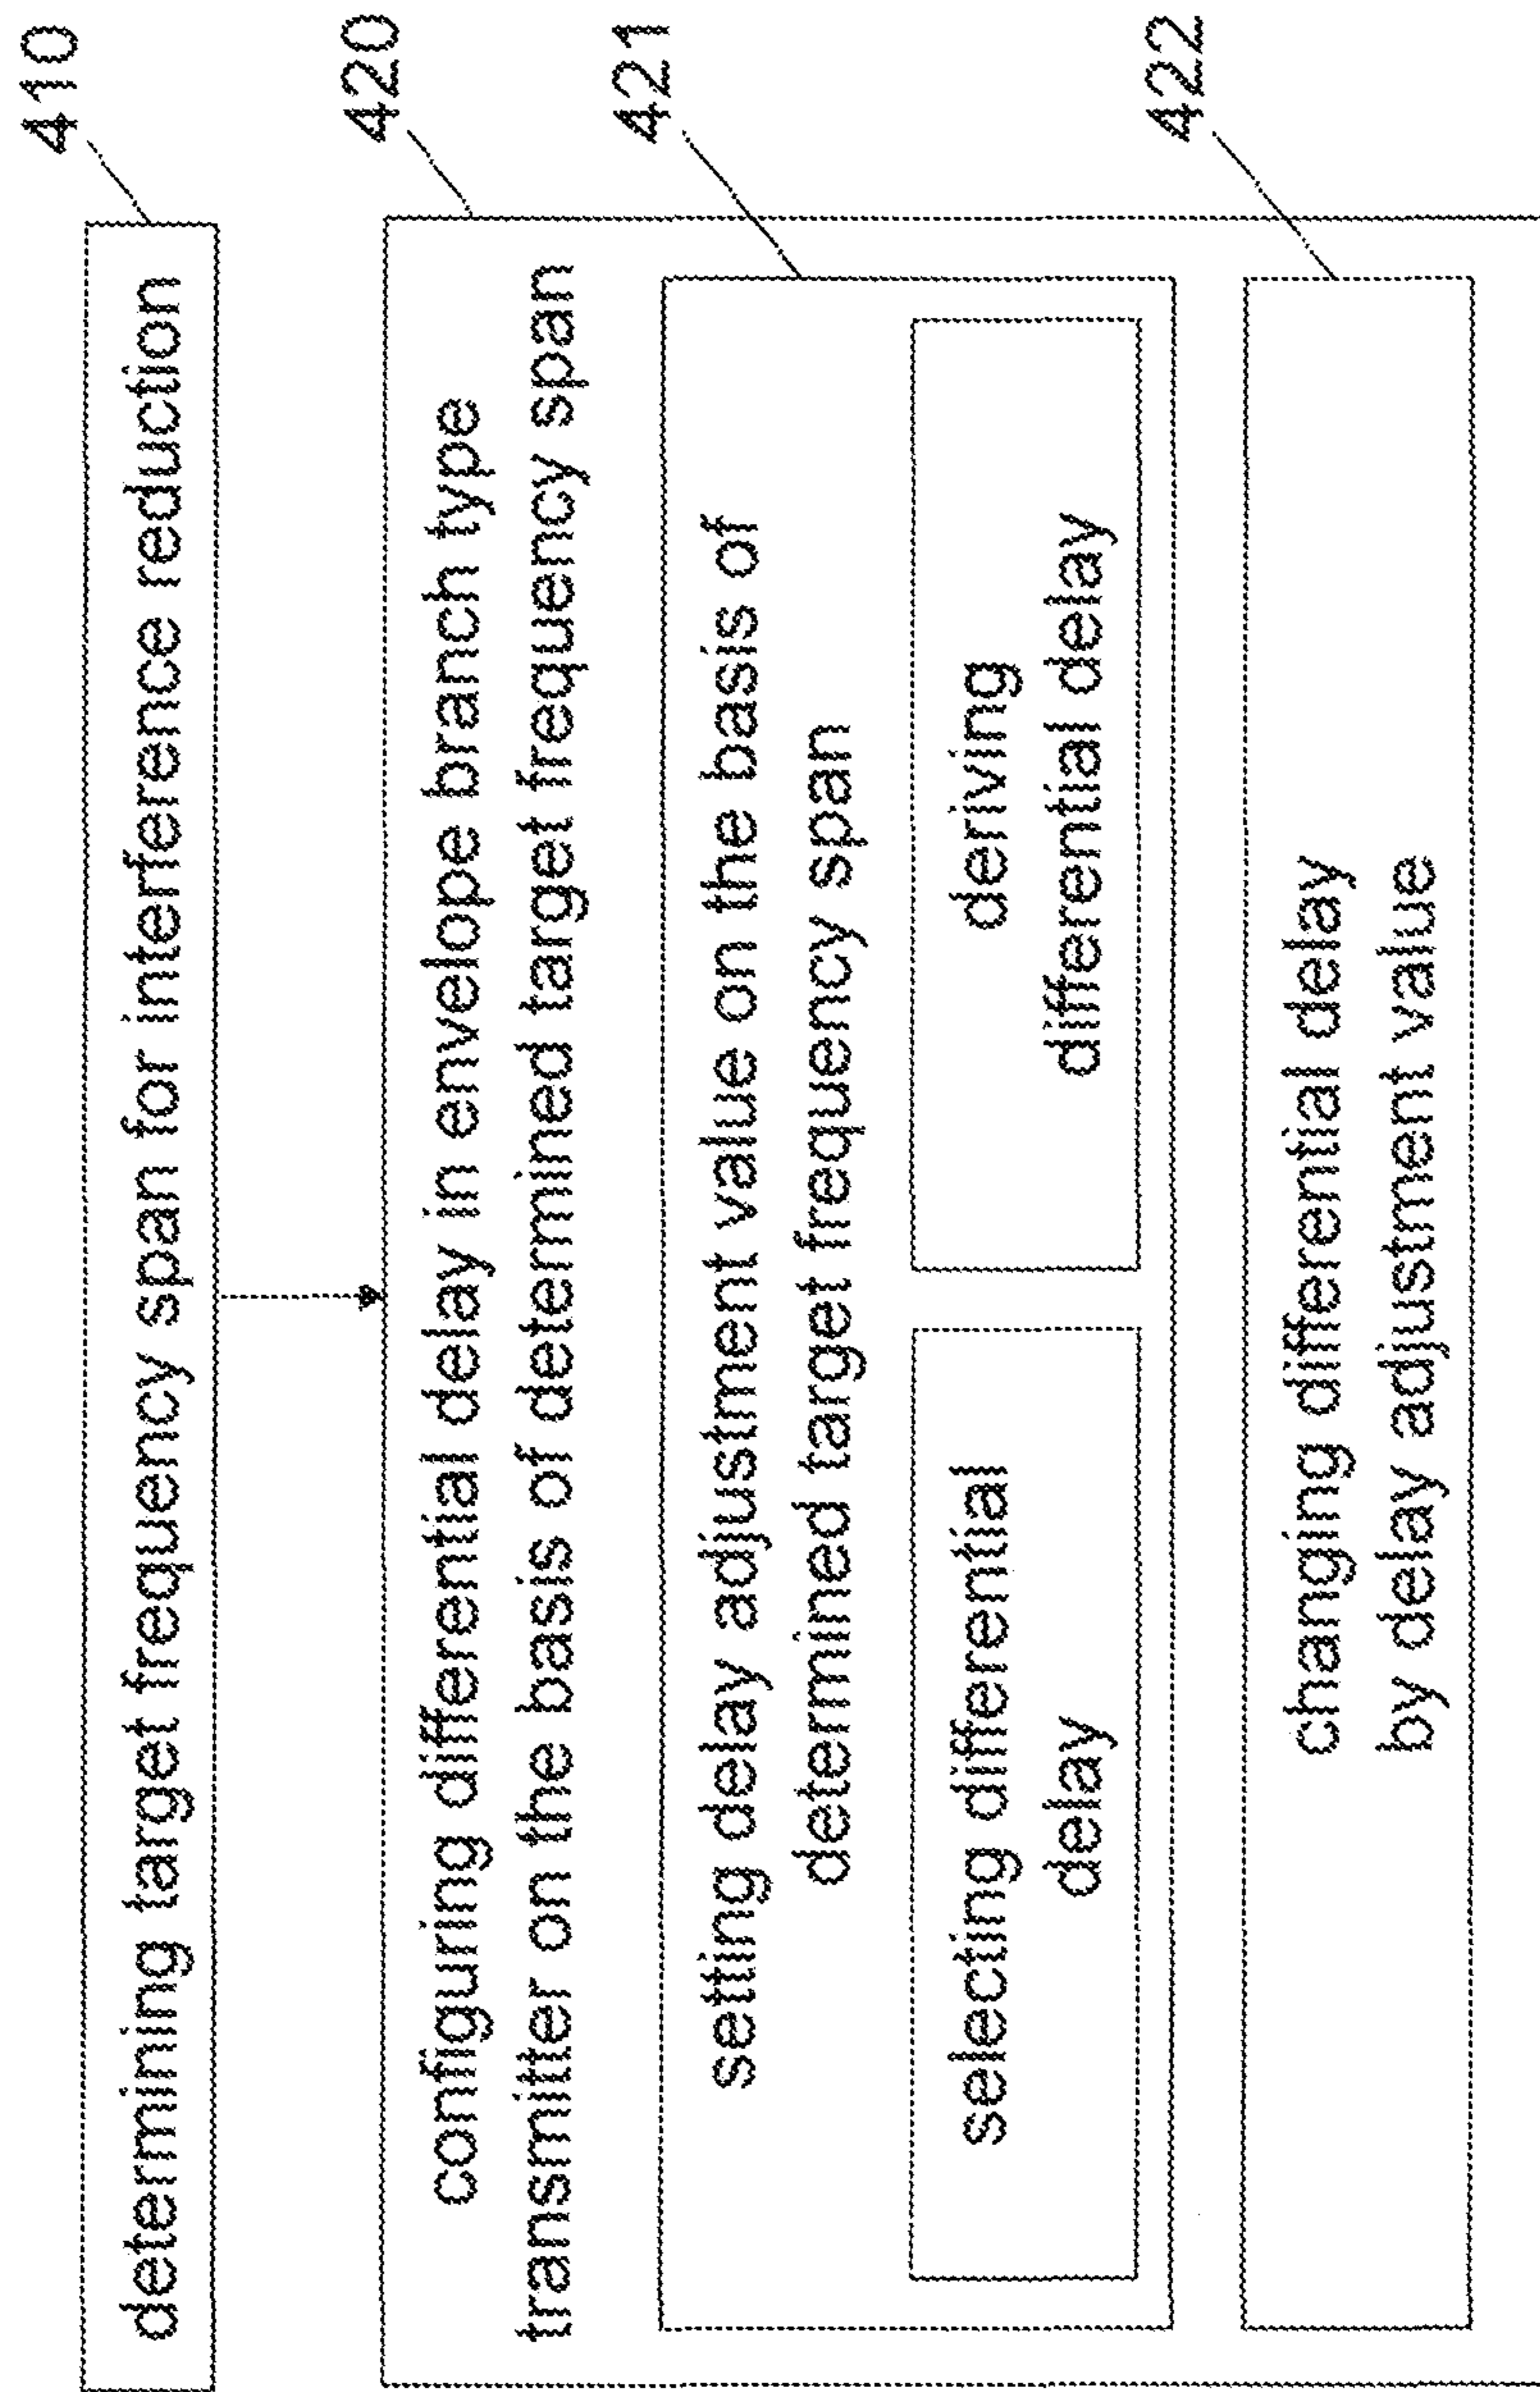 determining target frequency span for interference reduction
410
configuring differential delay in envelope branch type
transmitter on the basis of determined target frequency span
420
setting delay adjustment value on the basis of
determined target frequency span
421
selecting differential
delay
deriving
differential delay
changing differential delay
by delay adjustment value
422